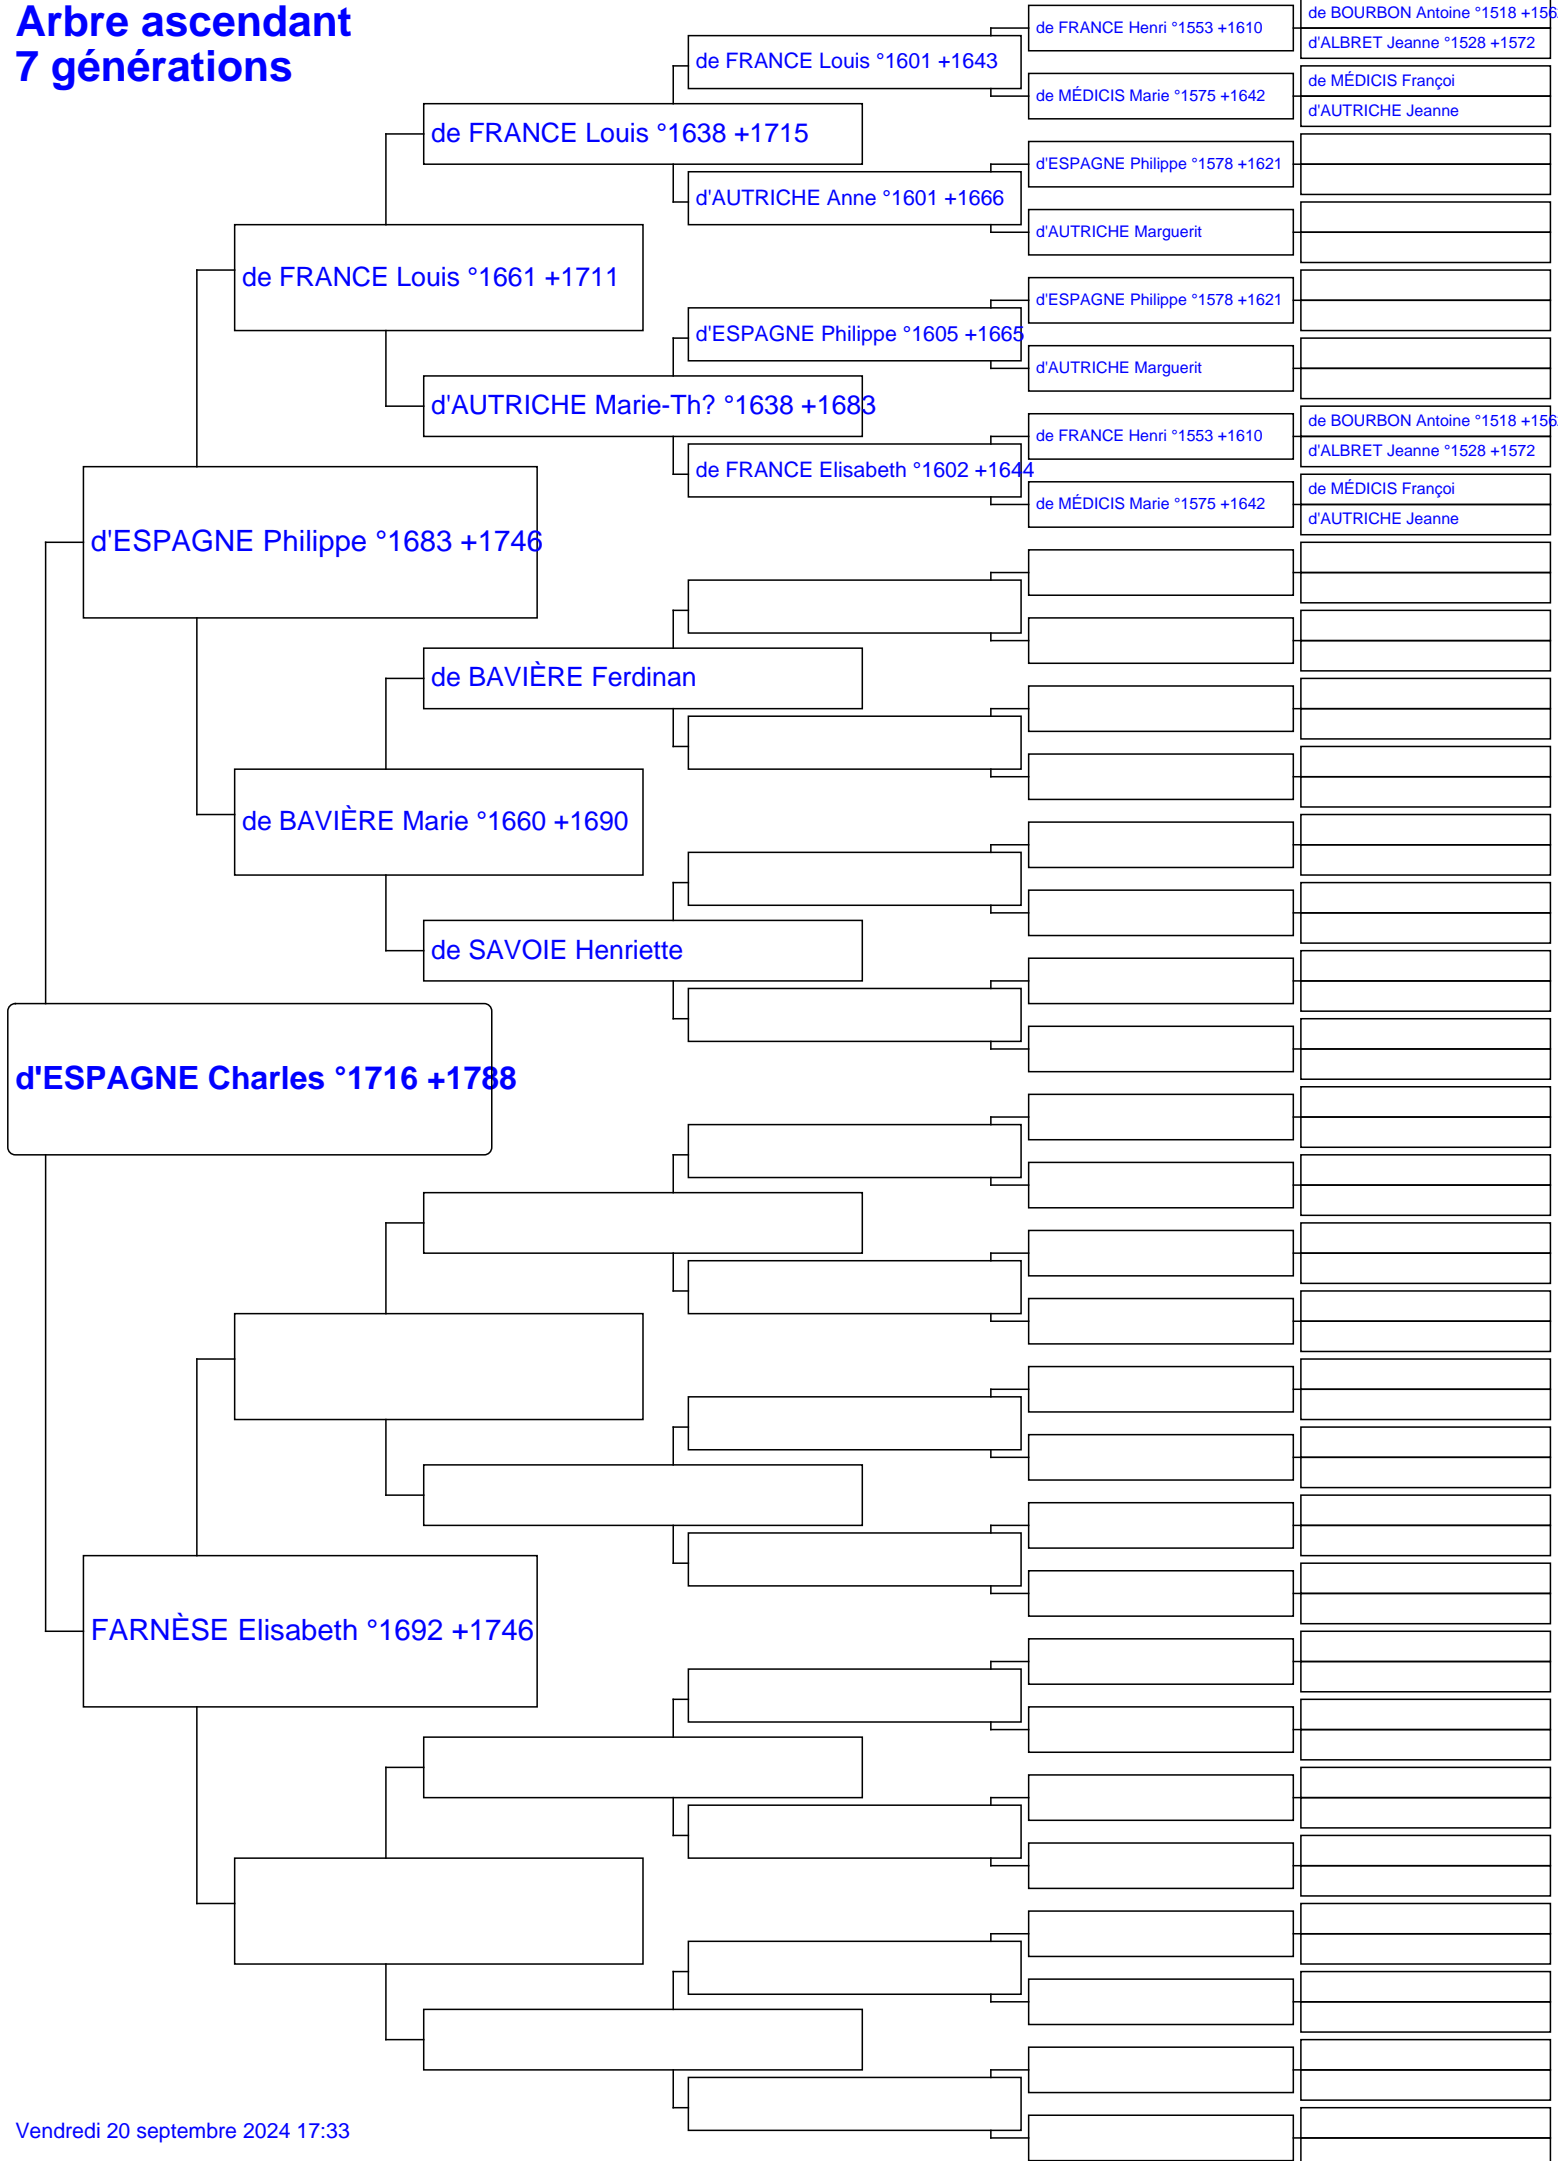 Arbre ascendant
7 générations
de BOURBON Antoine °1518 +156
de FRANCE Henri °1553 +1610
d'ALBRET Jeanne °1528 +1572
de FRANCE Louis °1601 +1643
de MÉDICIS Françoi
de MÉDICIS Marie °1575 +1642
d'AUTRICHE Jeanne
de FRANCE Louis °1638 +1715
d'ESPAGNE Philippe °1578 +1621
d'AUTRICHE Anne °1601 +1666
d'AUTRICHE Marguerit
de FRANCE Louis °1661 +1711
d'ESPAGNE Philippe °1578 +1621
d'ESPAGNE Philippe °1605 +1665
d'AUTRICHE Marguerit
d'AUTRICHE Marie-Th? °1638 +1683
de BOURBON Antoine °1518 +156
de FRANCE Henri °1553 +1610
d'ALBRET Jeanne °1528 +1572
de FRANCE Elisabeth °1602 +1644
de MÉDICIS Françoi
de MÉDICIS Marie °1575 +1642
d'AUTRICHE Jeanne
d'ESPAGNE Philippe °1683 +1746
de BAVIÈRE Ferdinan
de BAVIÈRE Marie °1660 +1690
de SAVOIE Henriette
d'ESPAGNE Charles °1716 +1788
FARNÈSE Elisabeth °1692 +1746
Vendredi 20 septembre 2024 17:33